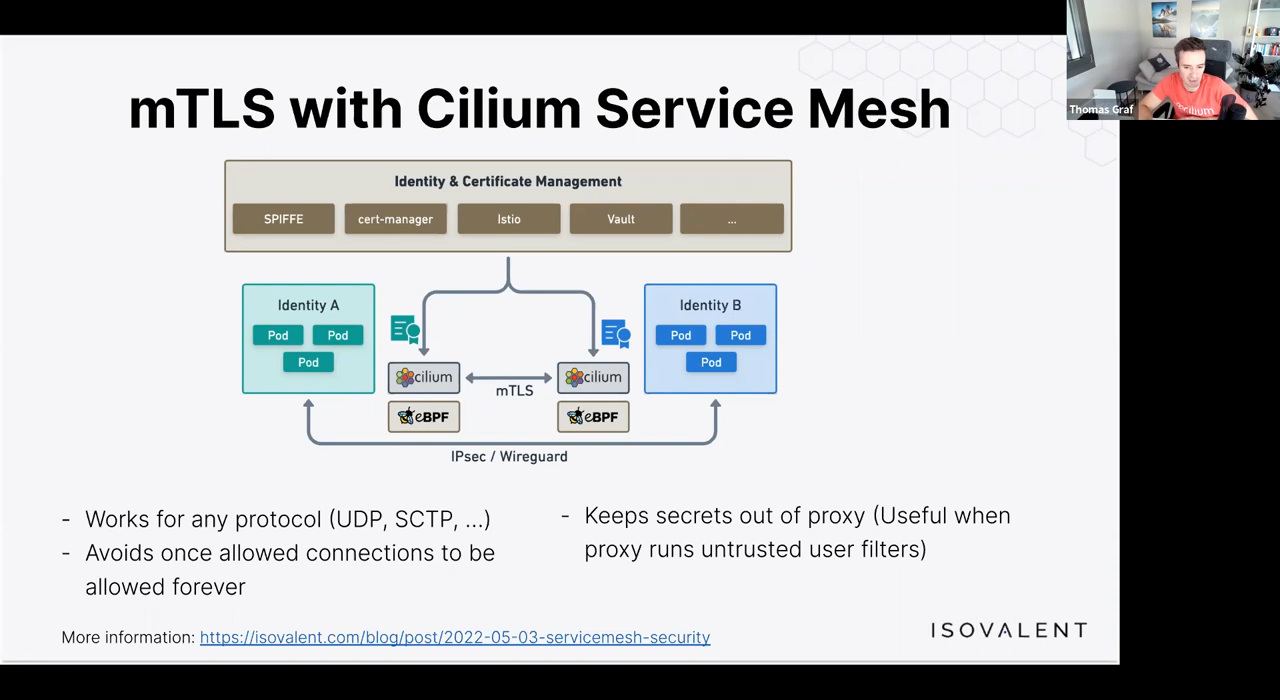 mTLS with Cilium Service Mesh
Thomas Graf
cilium
Identity & Certificate Management
SPIFFE
cert-manager
Istio
Vault
...
Identity A
Pod
Pod
Pod
Identity B
Pod
Pod
Pod
cilium
mTLS
cilium
eBPF
eBPF
IPsec / Wireguard
- Works for any protocol (UDP, SCTP, ...)
- Avoids once allowed connections to be
allowed forever
- Keeps secrets out of proxy (Useful when
proxy runs untrusted user filters)
More information: https://isovalent.com/blog/post/2022-05-03-servicemesh-security
ISOVALENT